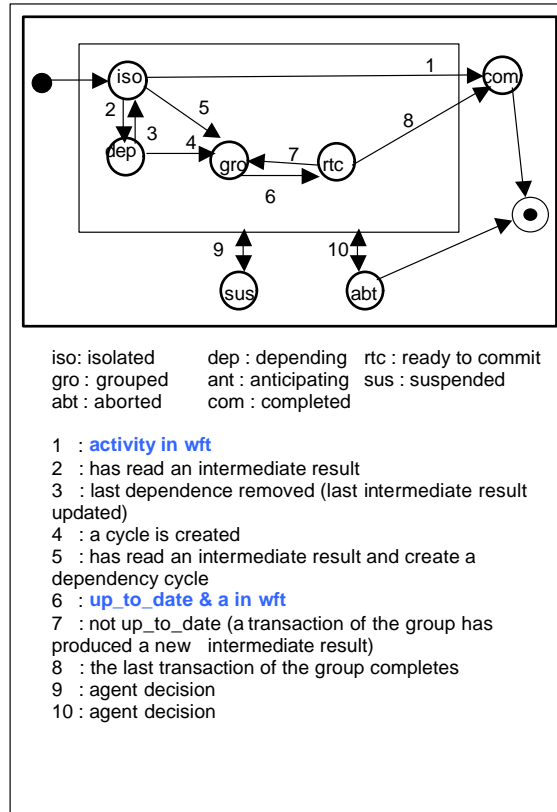 iso
1
com
2
5
3
dep
4
gro
7
rtc
8
6
9
10
sus
abt
iso: isolated dep : depending rtc : ready to commit
gro : grouped ant : anticipating sus : suspended
abt : aborted com : completed
1 : activity in wft
2 : has read an intermediate result
3 : last dependence removed (last intermediate result
updated)
4 : a cycle is created
5 : has read an intermediate result and create a
dependency cycle
6 : up_to_date & a in wft
7 : not up_to_date (a transaction of the group has
produced a new intermediate result)
8 : the last transaction of the group completes
9 : agent decision
10 : agent decision